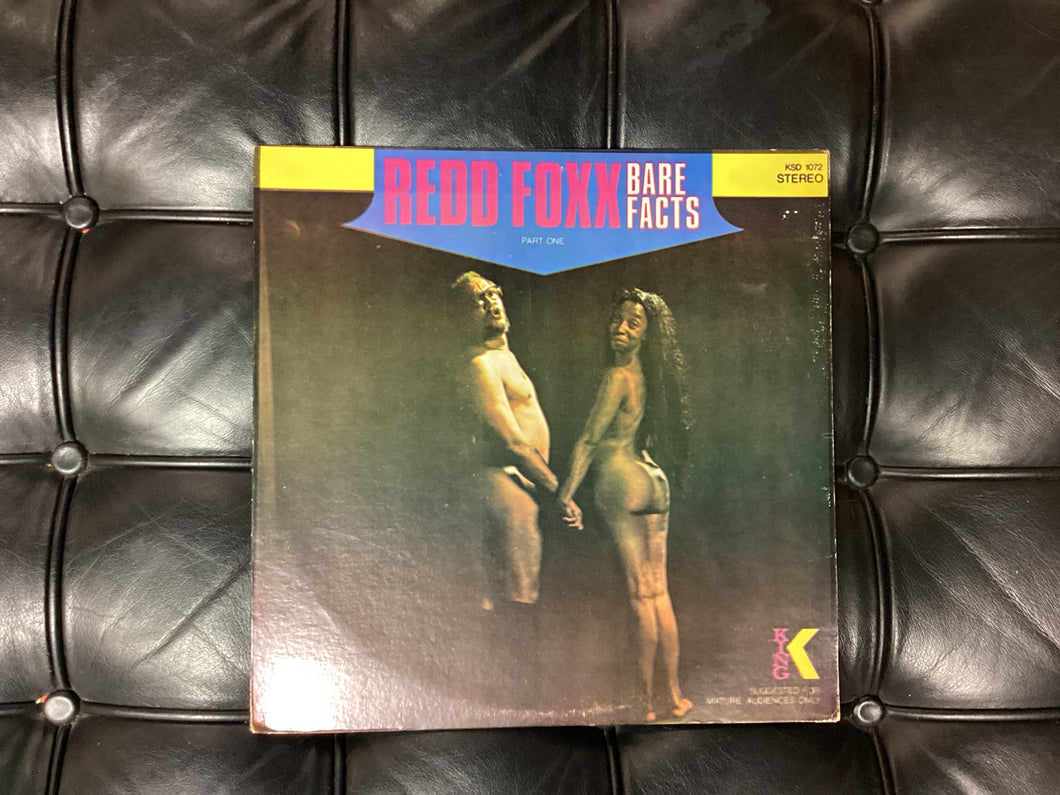 REDD FOXX BARE FACTS
PART ONE
KSD 1072
STEREO
KING
K
SUGGESTED FOR
MATURE AUDIENCES ONLY